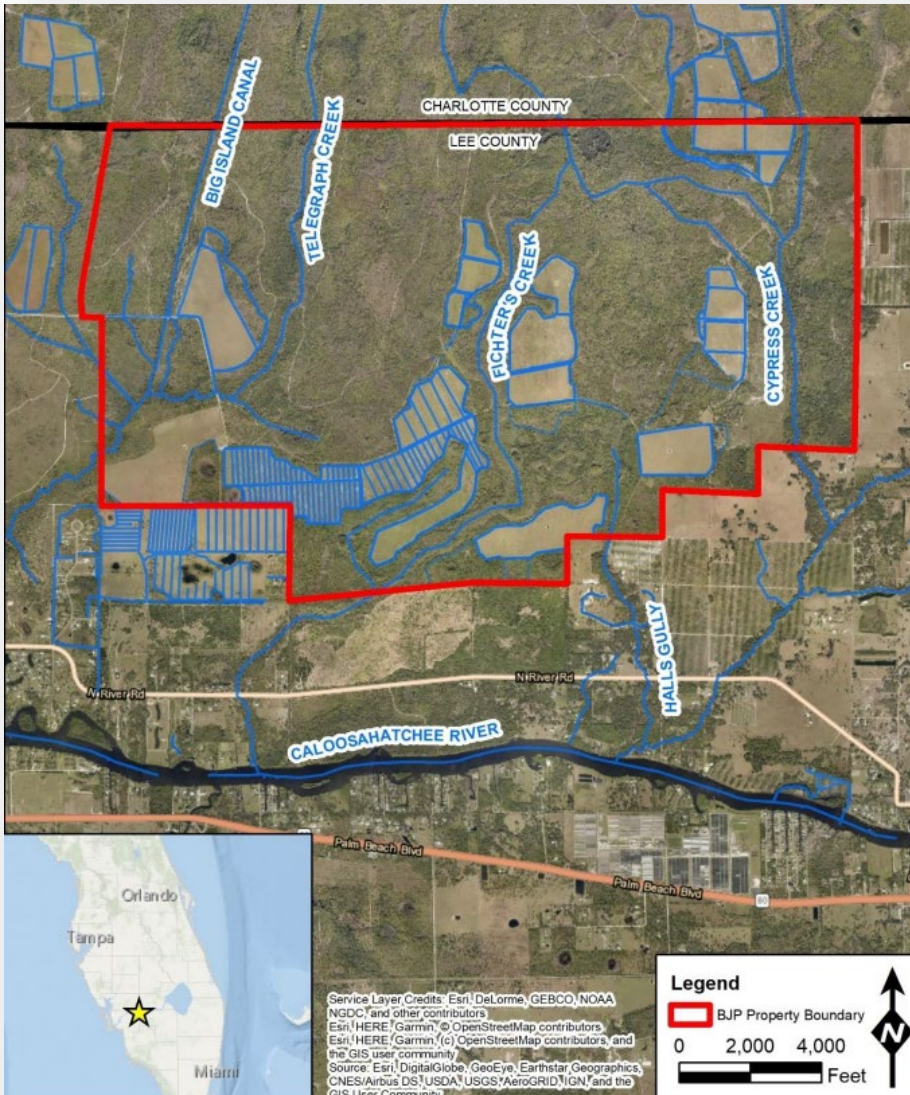 CHARLOTTE COUNTY
LEE COUNTY
BIG ISLAND CANAL
TELEGRAPH CREEK
FICHTER'S CREEK
CYPRESS CREEK
HALLS GULLY
N River Rd
N River Rd
CALOOSAHATCHEE RIVER
Palm Beach Blvd
Palm Beach Blvd
80
Orlando
Tampa
Miami
Service Layer Credits: Esri, DeLorme, GEBCO, NOAA
NGDC, and other contributors
Esri, HERE, Garmin, © OpenStreetMap contributors
Esri, HERE, Garmin, (c) OpenStreetMap contributors, and
the GIS user community
Source: Esri, DigitalGlobe, GeoEye, Earthstar Geographics,
CNES/Airbus DS, USDA, USGS, AeroGRID, IGN, and the
GIS User Community
Legend
BJP Property Boundary
0 2,000 4,000
Feet
N